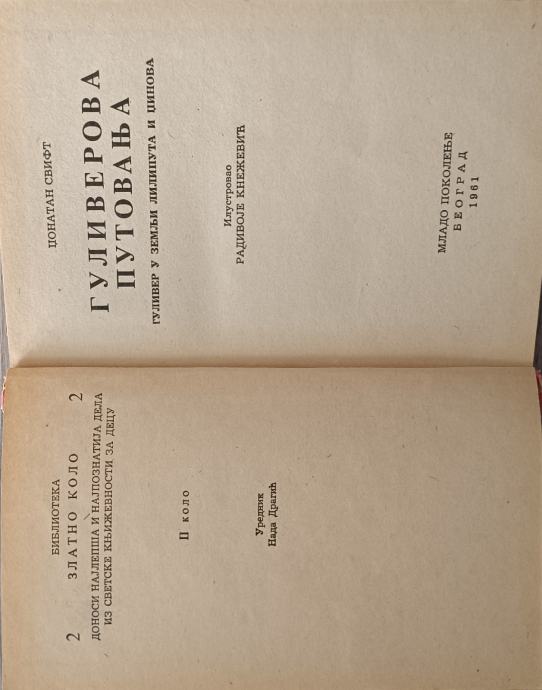 БИБЛИОТЕКА
2 ЗЛАТНО КОЛО 2
ДОНОСИ НАЈЛЕПША И НАЈПОЗНАТИЈА ДЕЛА
ИЗ СВЕТСКЕ КЊИЖЕВНОСТИ ЗА ДЕЦУ
II КОЛО
Уредник
Нада Драгић
ЏОНАТАН СВИФТ
ГУЛИВЕРОВА
ПУТОВАЊА
ГУЛИВЕР У ЗЕМЉИ ЛИЛИПУТА И ЏИНОВА
Илустровао
РАДИВОЈЕ КНЕЖЕВИЋ
МЛАДО ПОКОЛЕЊЕ
БЕОГРАД
1961